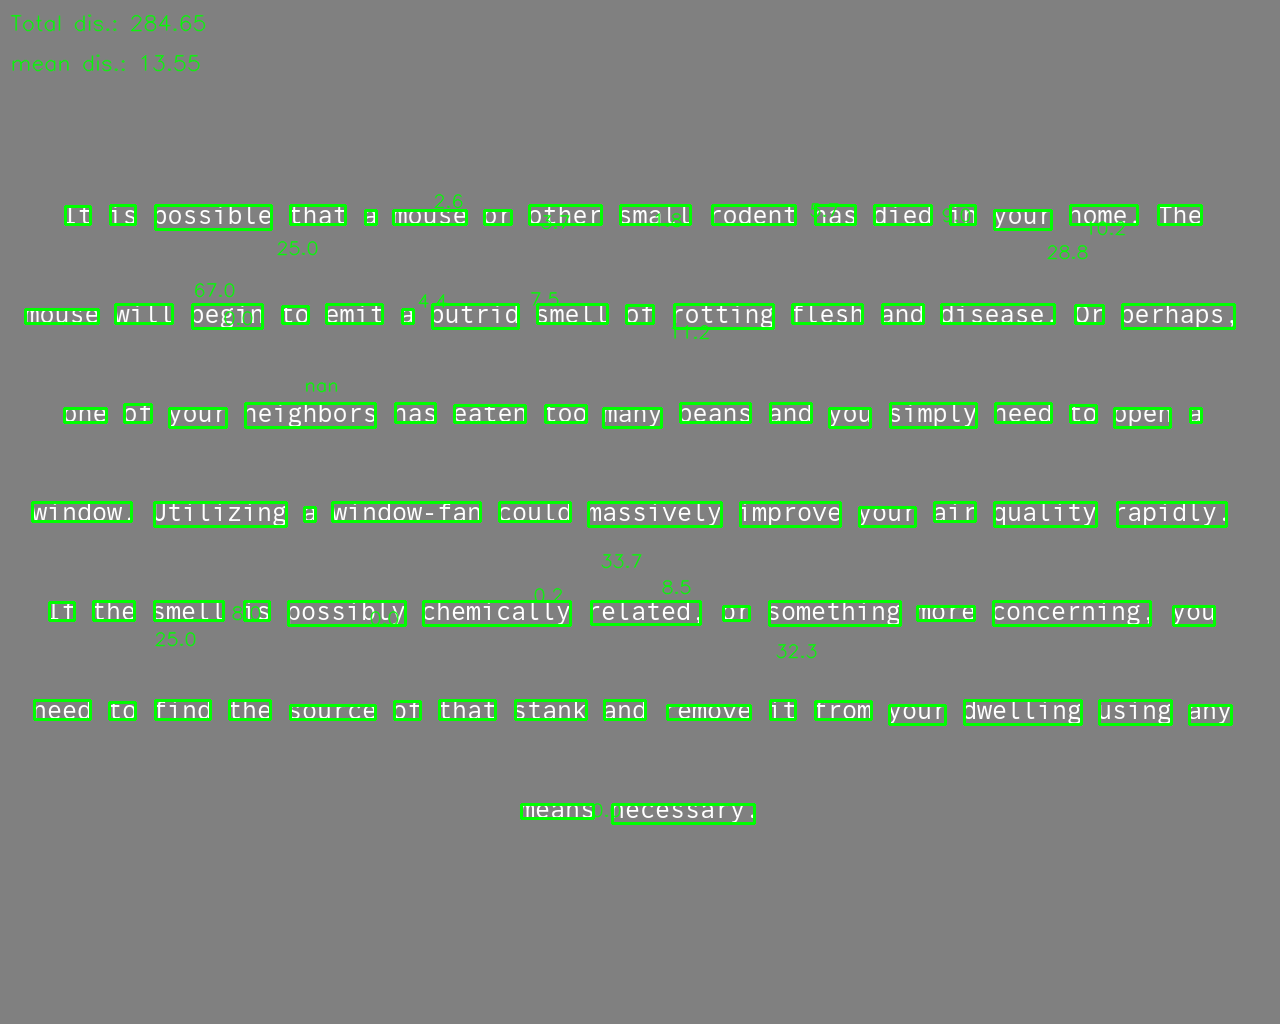 Total dis.: 284.65
mean dis.: 13.55
2.6
It is possible that a mouse or other small rodent has died in your home. The
25.0
28.8
10.2
67.0
4.4
7.5
mouse will begin to emit a putrid smell of rotting flesh and disease. Or perhaps,
11.2
nan
one of your neighbors has eaten too many beans and you simply need to open a
window. Utilizing a window-fan could massively improve your air quality rapidly.
33.7
8.5
0.2
If the smell is possibly chemically related, or something more concerning, you
25.0
32.3
need to find the source of that stank and remove it from your dwelling using any
means necessary.